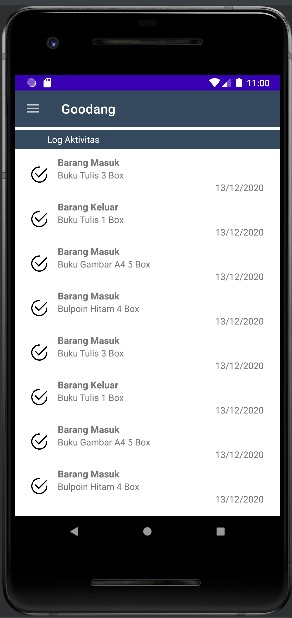 11:00
Goodang
Log Aktivitas
Barang Masuk
Buku Tulis 3 Box
13/12/2020
Barang Keluar
Buku Tulis 1 Box
13/12/2020
Barang Masuk
Buku Gambar A4 5 Box
13/12/2020
Barang Masuk
Bulpoin Hitam 4 Box
13/12/2020
Barang Masuk
Buku Tulis 3 Box
13/12/2020
Barang Keluar
Buku Tulis 1 Box
13/12/2020
Barang Masuk
Buku Gambar A4 5 Box
13/12/2020
Barang Masuk
Bulpoin Hitam 4 Box
13/12/2020